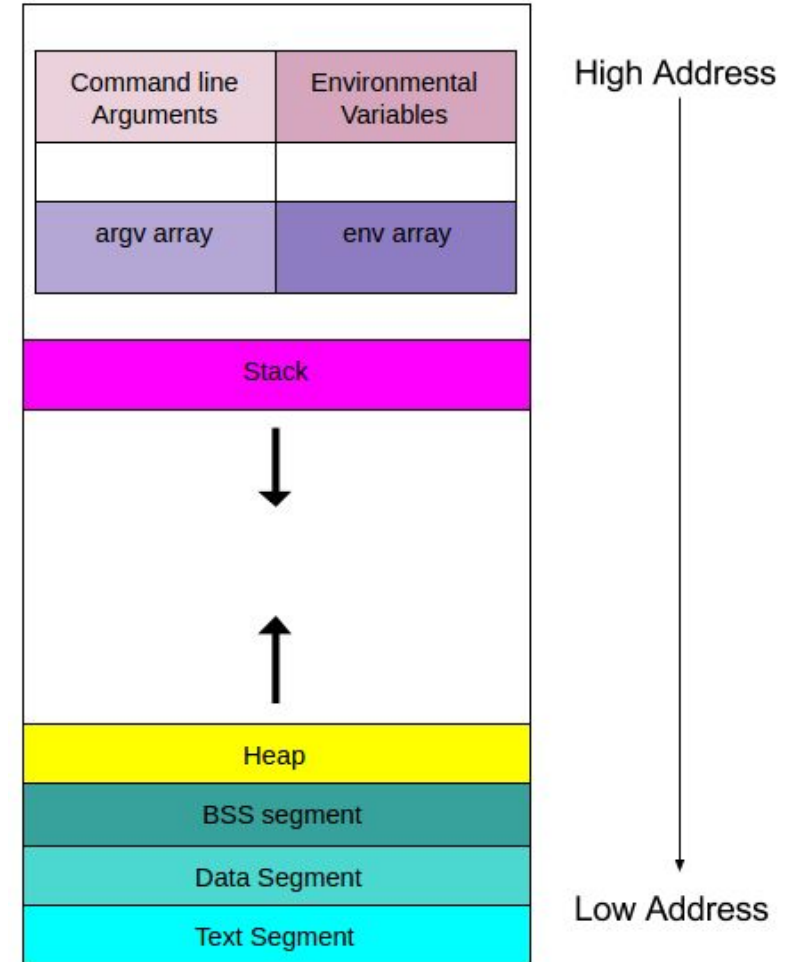 Command line
Arguments
Environmental
Variables
High Address
argv array
env array
Stack
Heap
BSS segment
Data Segment
Low Address
Text Segment